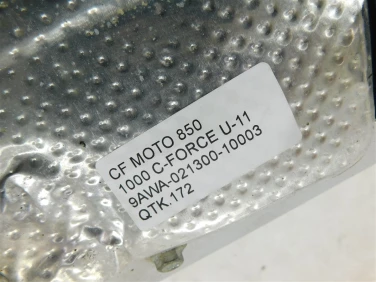 CF MOTO 850
1000 C-FORCE U-11
9AWA-021300-10003
QTK.172